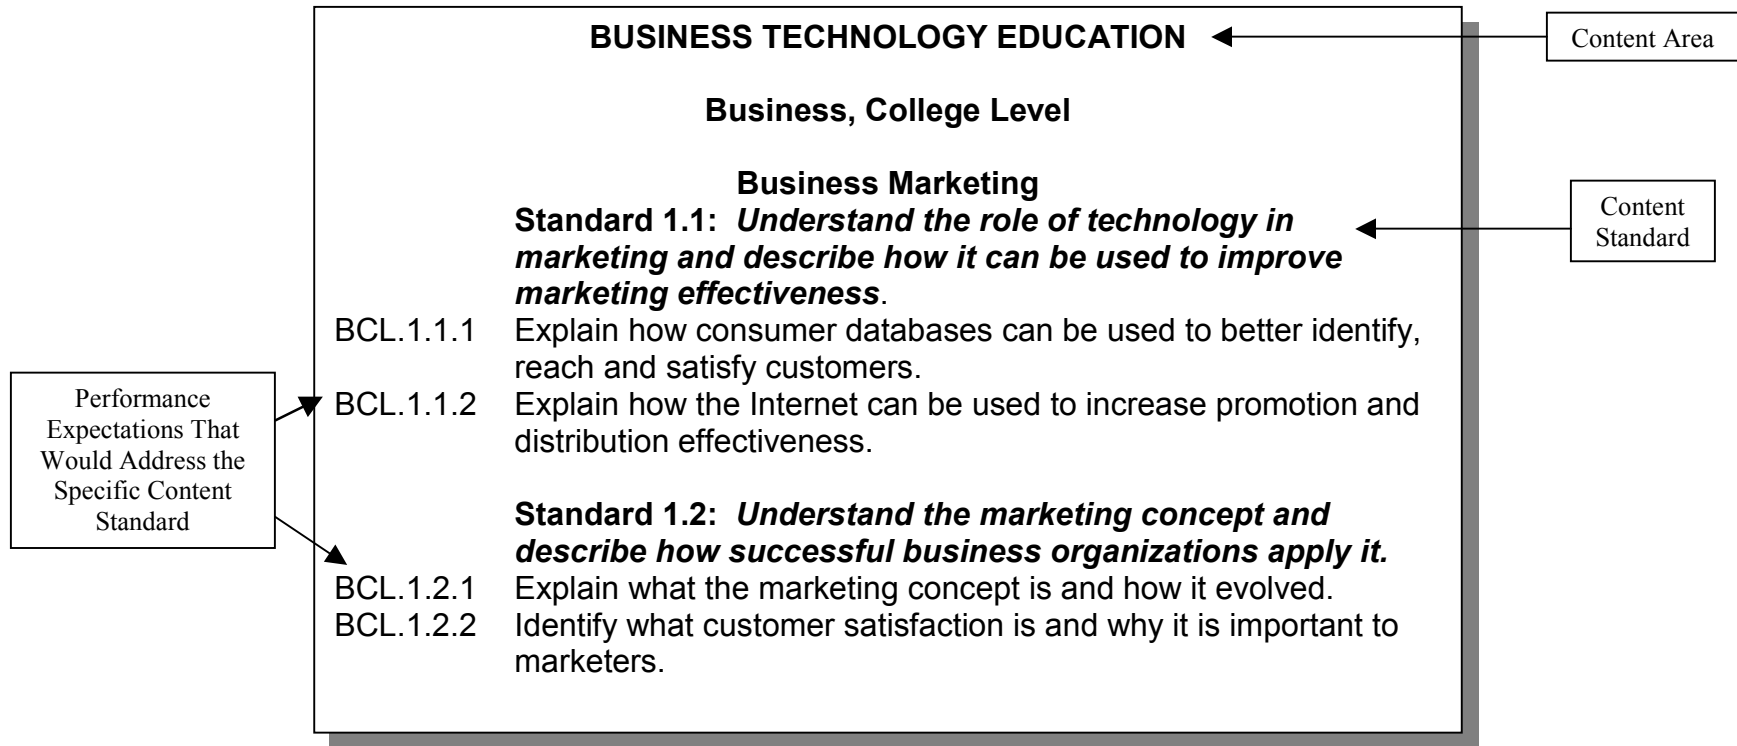 BUSINESS TECHNOLOGY EDUCATION
Content Area
Business, College Level
Business Marketing
Standard 1.1: Understand the role of technology in
marketing and describe how it can be used to improve
marketing effectiveness.
Content
Standard
BCL.1.1.1 Explain how consumer databases can be used to better identify,
reach and satisfy customers.
BCL.1.1.2 Explain how the Internet can be used to increase promotion and
distribution effectiveness.
Performance
Expectations That
Would Address the
Specific Content
Standard
Standard 1.2: Understand the marketing concept and
describe how successful business organizations apply it.
BCL.1.2.1 Explain what the marketing concept is and how it evolved.
BCL.1.2.2 Identify what customer satisfaction is and why it is important to
marketers.